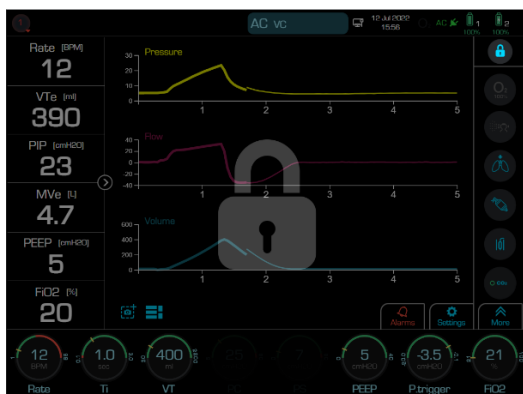 1
AC VC
12 Jul 2022
15:56
AC
1
100%
2
100%
Rate [BPM]
12
VTe [ml]
390
PIP [cmH2O]
23
MVe [L]
4.7
PEEP [cmH2O]
5
FiO2 [%]
20
Pressure
30
20
10
0
1
2
3
4
5
Flow
40
20
0
-20
-40
1
2
3
4
5
Volume
600
400
200
0
1
2
3
4
5
O2
100%
Alarms
Settings
More
12
BPM
Rate
1.0
sec
Ti
400
ml
VT
5
cmH2O
PEEP
-3.5
cmH2O
P.trigger
21
%
FiO2